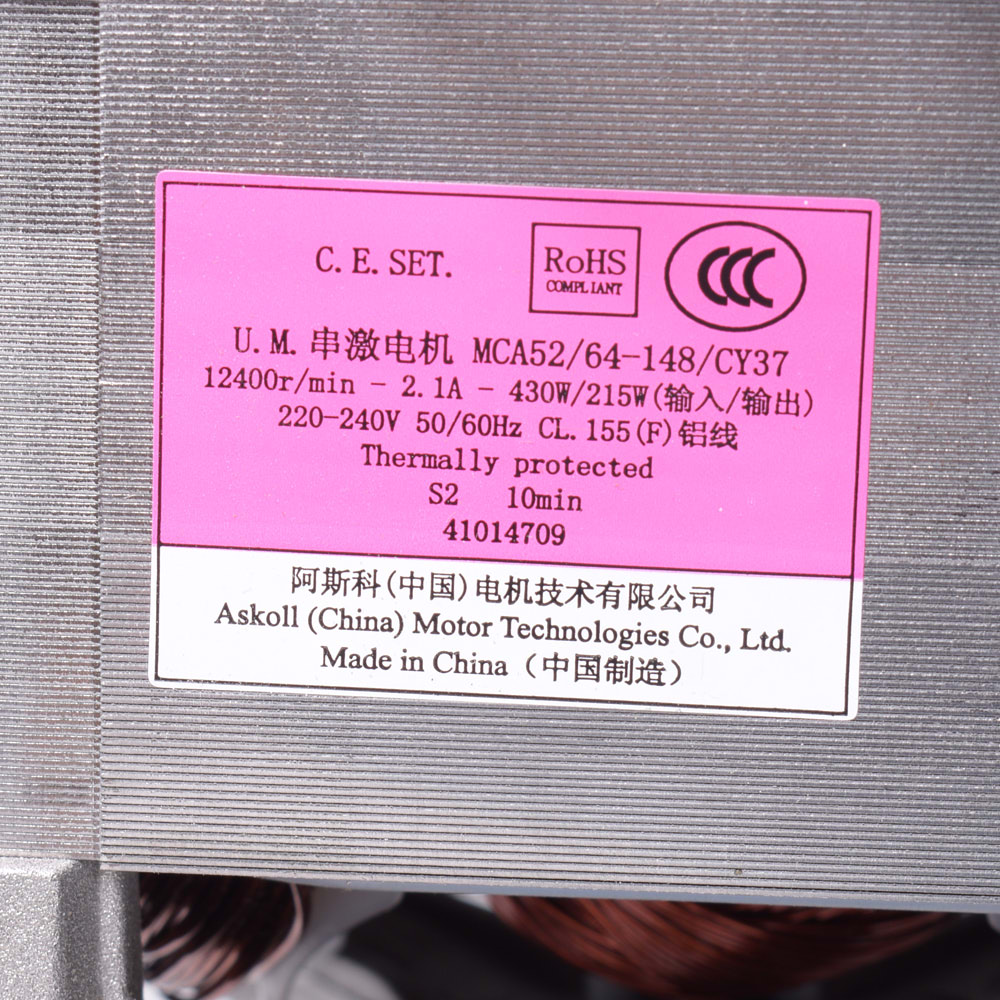 C.E.SET.
RoHS
COMPLIANT
CCC
U.M.串激电机 MCA52/64-148/CY37
12400r/min - 2.1A - 430W/215W(输入/输出)
220-240V 50/60Hz CL.155(F)铝线
Thermally protected
S2 10min
41014709
阿斯科(中国)电机技术有限公司
Askoll (China) Motor Technologies Co., Ltd.
Made in China（中国制造）